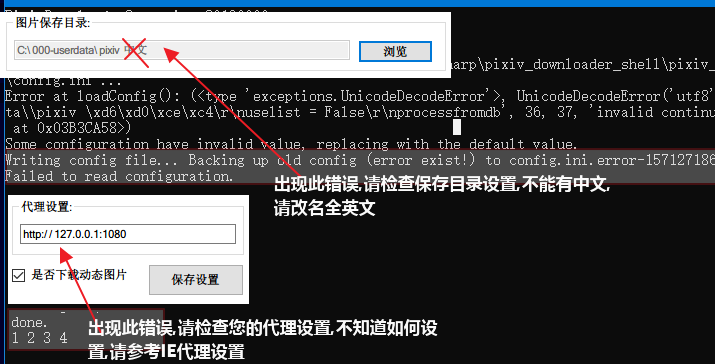 图片保存目录:
C:\ 000-userdata\ pixiv 中文
浏览
harp\pixiv_downloader_shell\pixiv_
\config.ini ...
Error at loadConfig(): (<type 'exceptions.UnicodeDecodeError'>, UnicodeDecodeError('utf8'
ta\\pixiv \xd6\xd0\xce\xc4\r\nuselist = False\r\nprocessfromdb', 36, 37, 'invalid continu
at 0x03B3CA58>)
Some configuration have invalid value, replacing with the default value.
Writing config file... Backing up old config (error exist!) to config.ini.error-157127186
Failed to read configuration.
出现此错误,请检查保存目录设置,不能有中文,
请改名全英文
代理设置:
http://127.0.0.1:1080
是否下载动态图片
保存设置
done.
1 2 3 4
出现此错误,请检查您的代理设置,不知道如何设
置,请参考IE代理设置